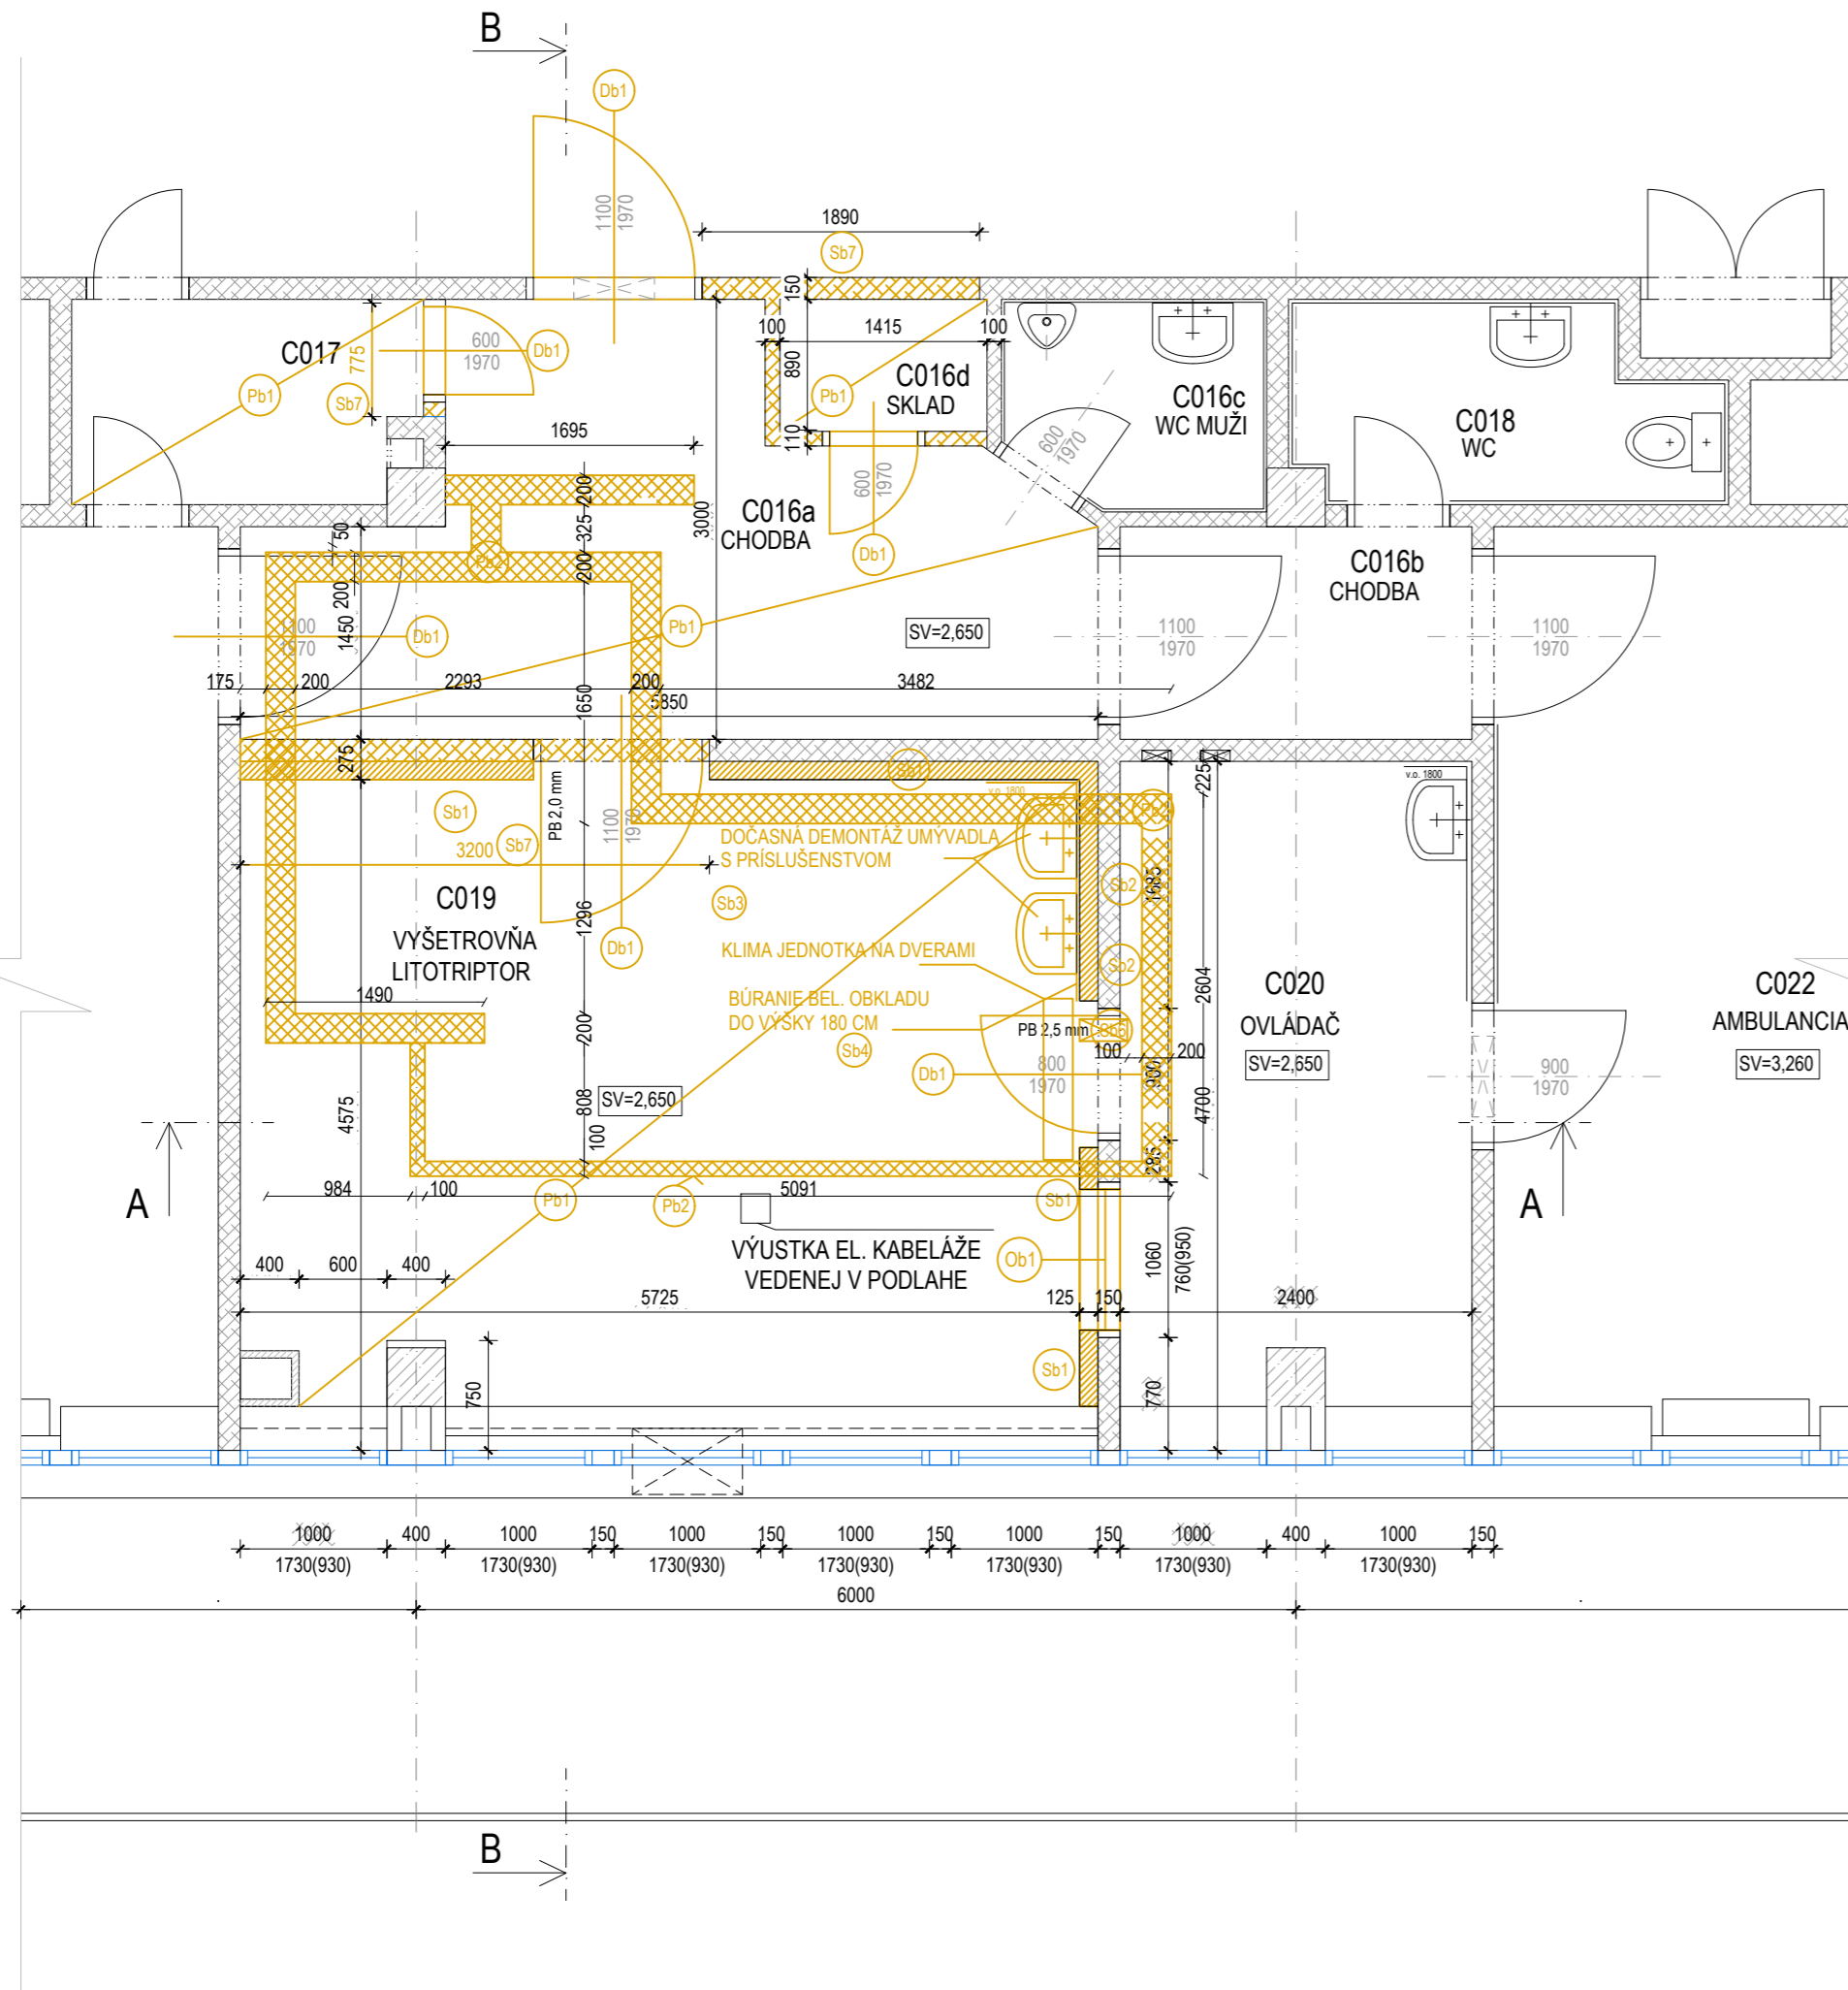 B
Db1
1100
1970
1890
Sb7
150
C017
775
600
1970
Db1
Pb1
Sb7
100
1415
100
890
C016d
SKLAD
Pb1
110
C016c
WC MUŽI
600
1970
C018
WC
1695
200
325
200
3000
C016a
CHODBA
600
1970
Db1
50
200
1450
1100
1970
Db1
Pb1
SV=2,650
C016b
CHODBA
1100
1970
1100
1970
175
200
2293
200
3482
1650
5850
275
Sb1
225
v.o. 1800
v.o. 1800
Sb1
PB 2,0 mm
1100
1970
Sb7
3200
DOČASNÁ DEMONTÁŽ UMÝVADLA
S PRÍSLUŠENSTVOM
Sb2
1685
C019
VYŠETROVŇA
LITOTRIPTOR
Sb3
1296
Db1
KLIMA JEDNOTKA NA DVERAMI
Sb2
2604
1490
BÚRANIE BEL. OBKLADU
DO VÝŠKY 180 CM
PB 2,5 mm
C020
OVLÁDAČ
SV=2,650
C022
AMBULANCIA
SV=3,260
200
Sb4
100
200
Db1
800
1970
900
900
1970
4575
808
SV=2,650
4700
100
285
A
984
100
5091
Pb1
Pb2
Sb1
A
VÝUSTKA EL. KABELÁŽE
VEDENEJ V PODLAHE
Ob1
1060
760(950)
400
600
400
5725
125
150
2400
750
Sb1
770
1000
400
1000
150
1000
150
1000
150
1000
150
1000
400
1000
150
1730(930)
1730(930)
1730(930)
1730(930)
1730(930)
1730(930)
1730(930)
6000
B